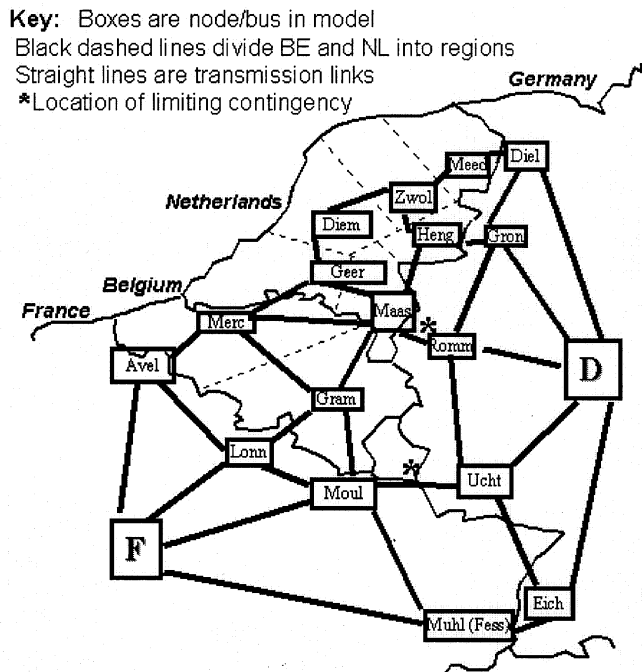 Key: Boxes are node/bus in model
Black dashed lines divide BE and NL into regions
Straight lines are transmission links
*Location of limiting contingency
Germany
Meed
Diel
Zwol
Netherlands
Diem
Heng
Gron
Geer
Belgium
France
Merc
Maas
*
Romm
Avel
D
Gram
Lonn
*
Moul
Ucht
F
Eich
Muhl (Fess)